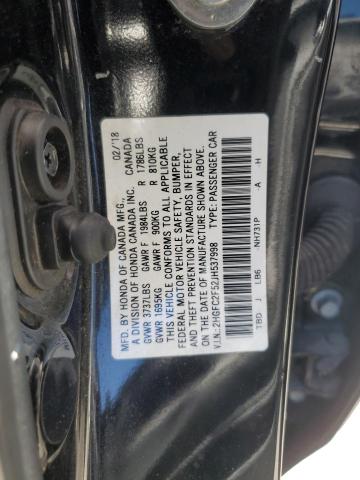 MFD. BY HONDA OF CANADA MFG., 02/18
A DIVISION OF HONDA CANADA INC. CANADA
GVWR 3737LBS GAWR F 1984LBS R 1786LBS
GVWR 1695KG GAWR F 900KG R 810KG
THIS VEHICLE CONFORMS TO ALL APPLICABLE
FEDERAL MOTOR VEHICLE SAFETY, BUMPER,
AND THEFT PREVENTION STANDARDS IN EFFECT
ON THE DATE OF MANUFACTURE SHOWN ABOVE.
V.I.N.: 2HGFC2F52JH537998 TYPE: PASSENGER CAR
TBD J LB6 NH731P A H